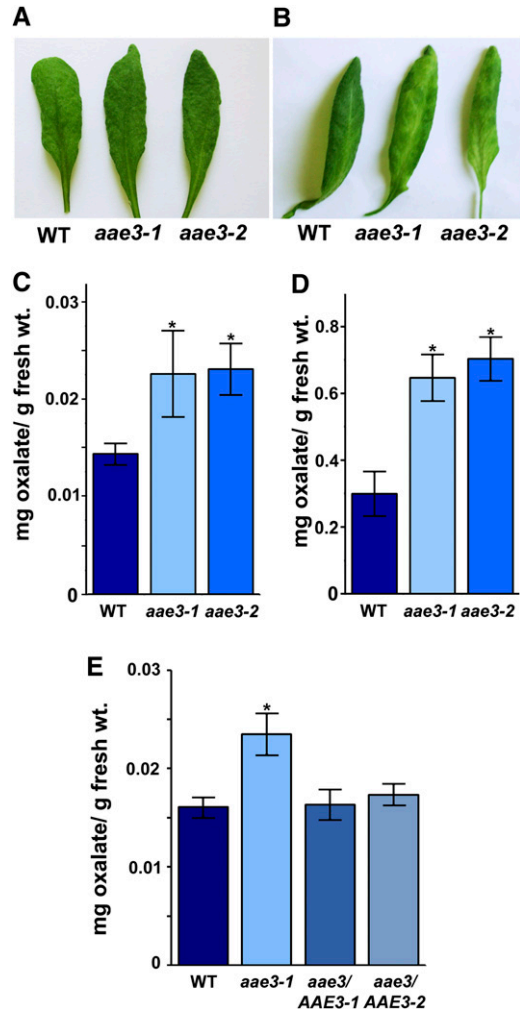 A
B
WT aae3-1 aae3-2
WT aae3-1 aae3-2
C
mg oxalate/ g fresh wt.
0.03
0.02
0.01
0
* *
WT aae3-1 aae3-2
D
mg oxalate/ g fresh wt.
0.8
0.6
0.4
0.2
0
* *
WT aae3-1 aae3-2
E
mg oxalate/ g fresh wt.
0.03
0.02
0.01
0
*
WT aae3-1 aae3/ aae3/
AAE3-1 AAE3-2